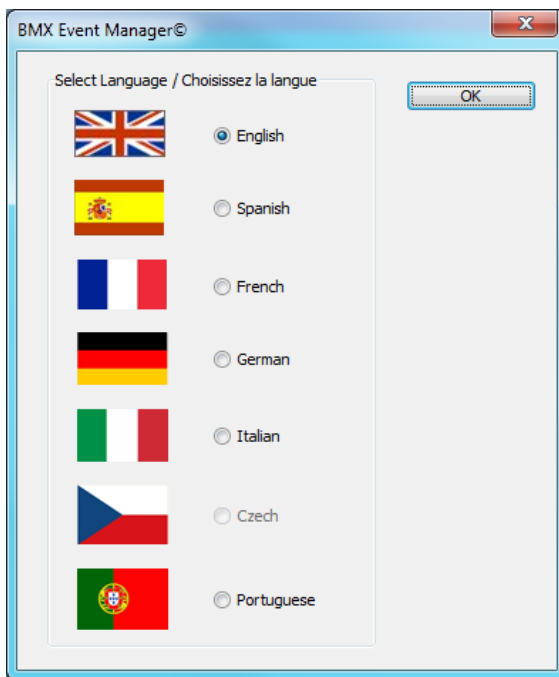 BMX Event Manager©
Select Language / Choisissez la langue
OK
English
Spanish
French
German
Italian
Czech
Portuguese